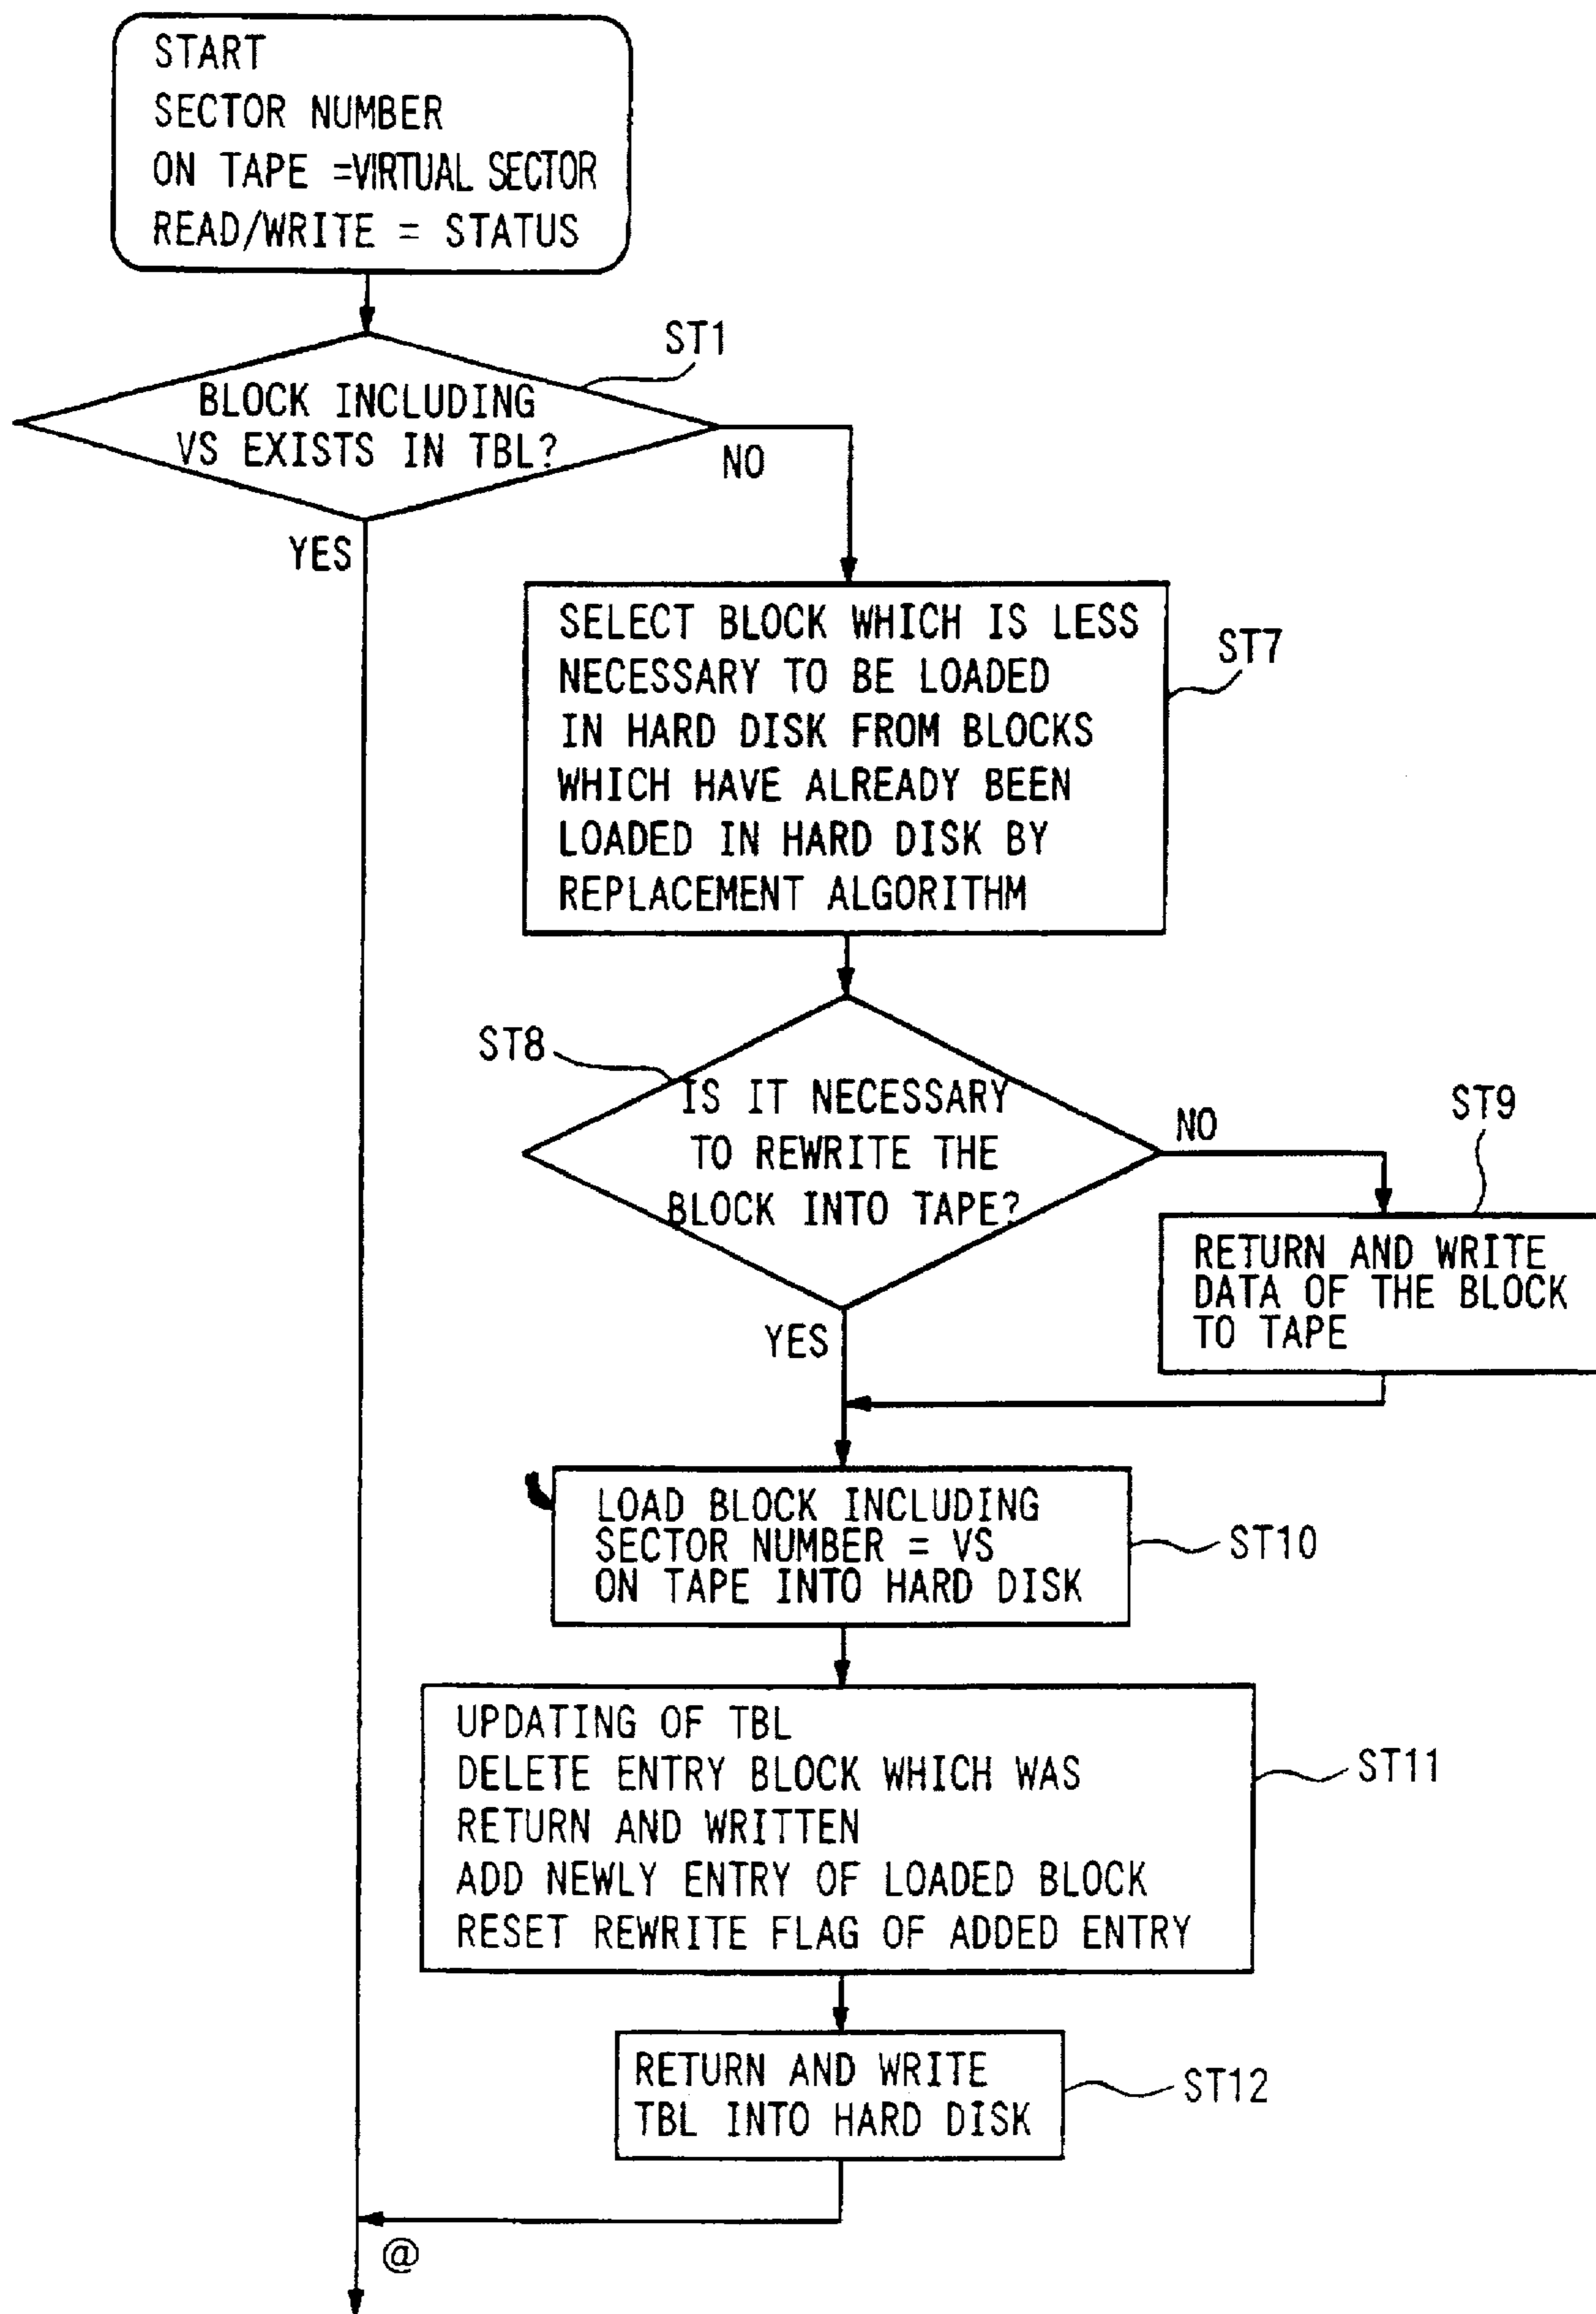 START
SECTOR NUMBER
ON TAPE =VIRTUAL SECTOR
READ/WRITE = STATUS
ST1
BLOCK INCLUDING
VS EXISTS IN TBL?
NO
YES
SELECT BLOCK WHICH IS LESS
NECESSARY TO BE LOADED
IN HARD DISK FROM BLOCKS
WHICH HAVE ALREADY BEEN
LOADED IN HARD DISK BY
REPLACEMENT ALGORITHM
ST7
ST8
IS IT NECESSARY
TO REWRITE THE
BLOCK INTO TAPE?
NO
ST9
RETURN AND WRITE
DATA OF THE BLOCK
TO TAPE
YES
LOAD BLOCK INCLUDING
SECTOR NUMBER = VS
ON TAPE INTO HARD DISK
ST10
UPDATING OF TBL
DELETE ENTRY BLOCK WHICH WAS
RETURN AND WRITTEN
ADD NEWLY ENTRY OF LOADED BLOCK
RESET REWRITE FLAG OF ADDED ENTRY
ST11
RETURN AND WRITE
TBL INTO HARD DISK
ST12
@